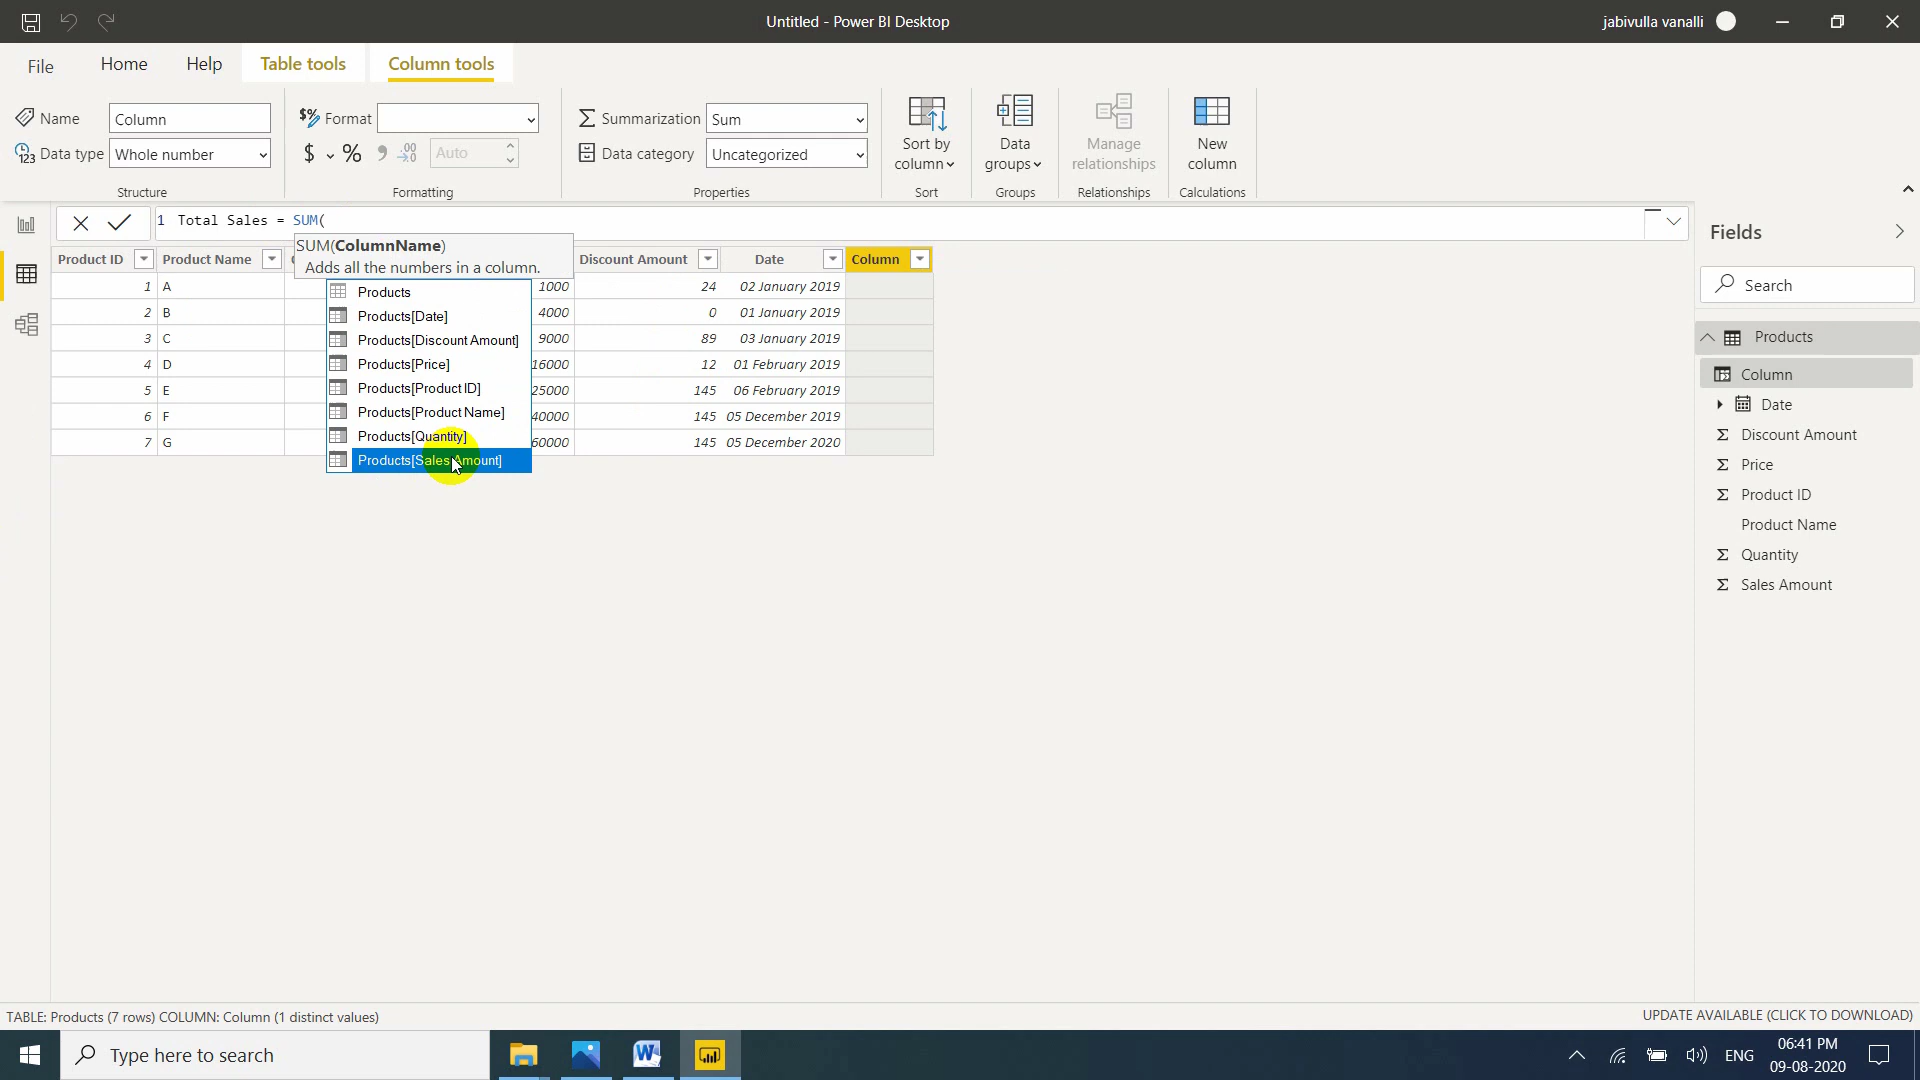 Untitled - Power BI Desktop
jabivulla vanalli
File
Home
Help
Table tools
Column tools
Name
Column
Data type
Whole number
Structure
Format
$
%
Auto
Formatting
Summarization
Sum
Data category
Uncategorized
Properties
Sort by
column
Sort
Data
groups
Groups
Manage
relationships
Relationships
New
column
Calculations
1 Total Sales = SUM(
SUM(ColumnName)
Adds all the numbers in a column.
Products
Products[Date]
Products[Discount Amount]
Products[Price]
Products[Product ID]
Products[Product Name]
Products[Quantity]
Products[Sales Amount]
Product ID Product Name Discount Amount Date Column
1 A 1000 24 02 January 2019
2 B 4000 0 01 January 2019
3 C 9000 89 03 January 2019
4 D 16000 12 01 February 2019
5 E 25000 145 06 February 2019
6 F 40000 145 05 December 2019
7 G 60000 145 05 December 2020
Fields
Search
Products
Column
Date
Discount Amount
Price
Product ID
Product Name
Quantity
Sales Amount
TABLE: Products (7 rows) COLUMN: Column (1 distinct values)
UPDATE AVAILABLE (CLICK TO DOWNLOAD)
Type here to search
ENG
06:41 PM
09-08-2020